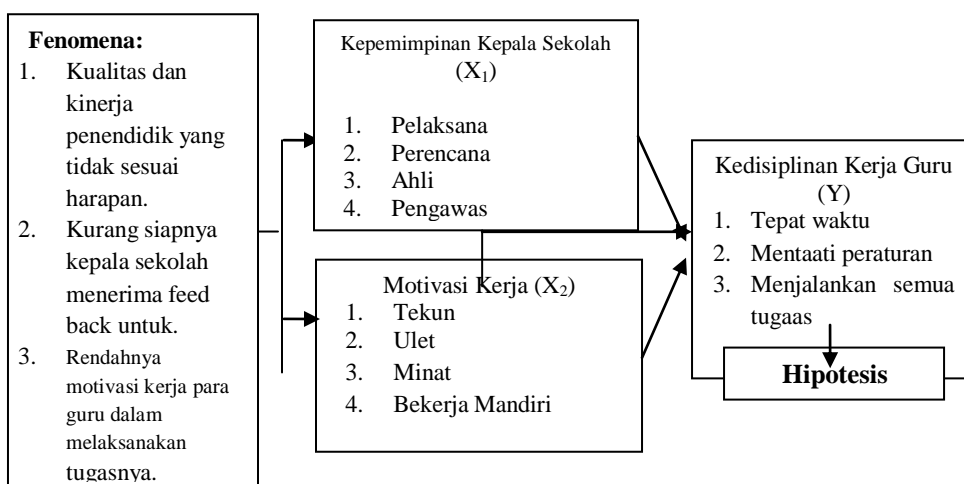 Fenomena:
1. Kualitas dan
kinerja
penendidik yang
tidak sesuai
harapan.
2. Kurang siapnya
kepala sekolah
menerima feed
back untuk.
3. Rendahnya
motivasi kerja para
guru dalam
melaksanakan
tugasnya.
Kepemimpinan Kepala Sekolah
(X₁)
1. Pelaksana
2. Perencana
3. Ahli
4. Pengawas
Motivasi Kerja (X₂)
1. Tekun
2. Ulet
3. Minat
4. Bekerja Mandiri
Kedisiplinan Kerja Guru
(Y)
1. Tepat waktu
2. Mentaati peraturan
3. Menjalankan semua
tugaas
Hipotesis